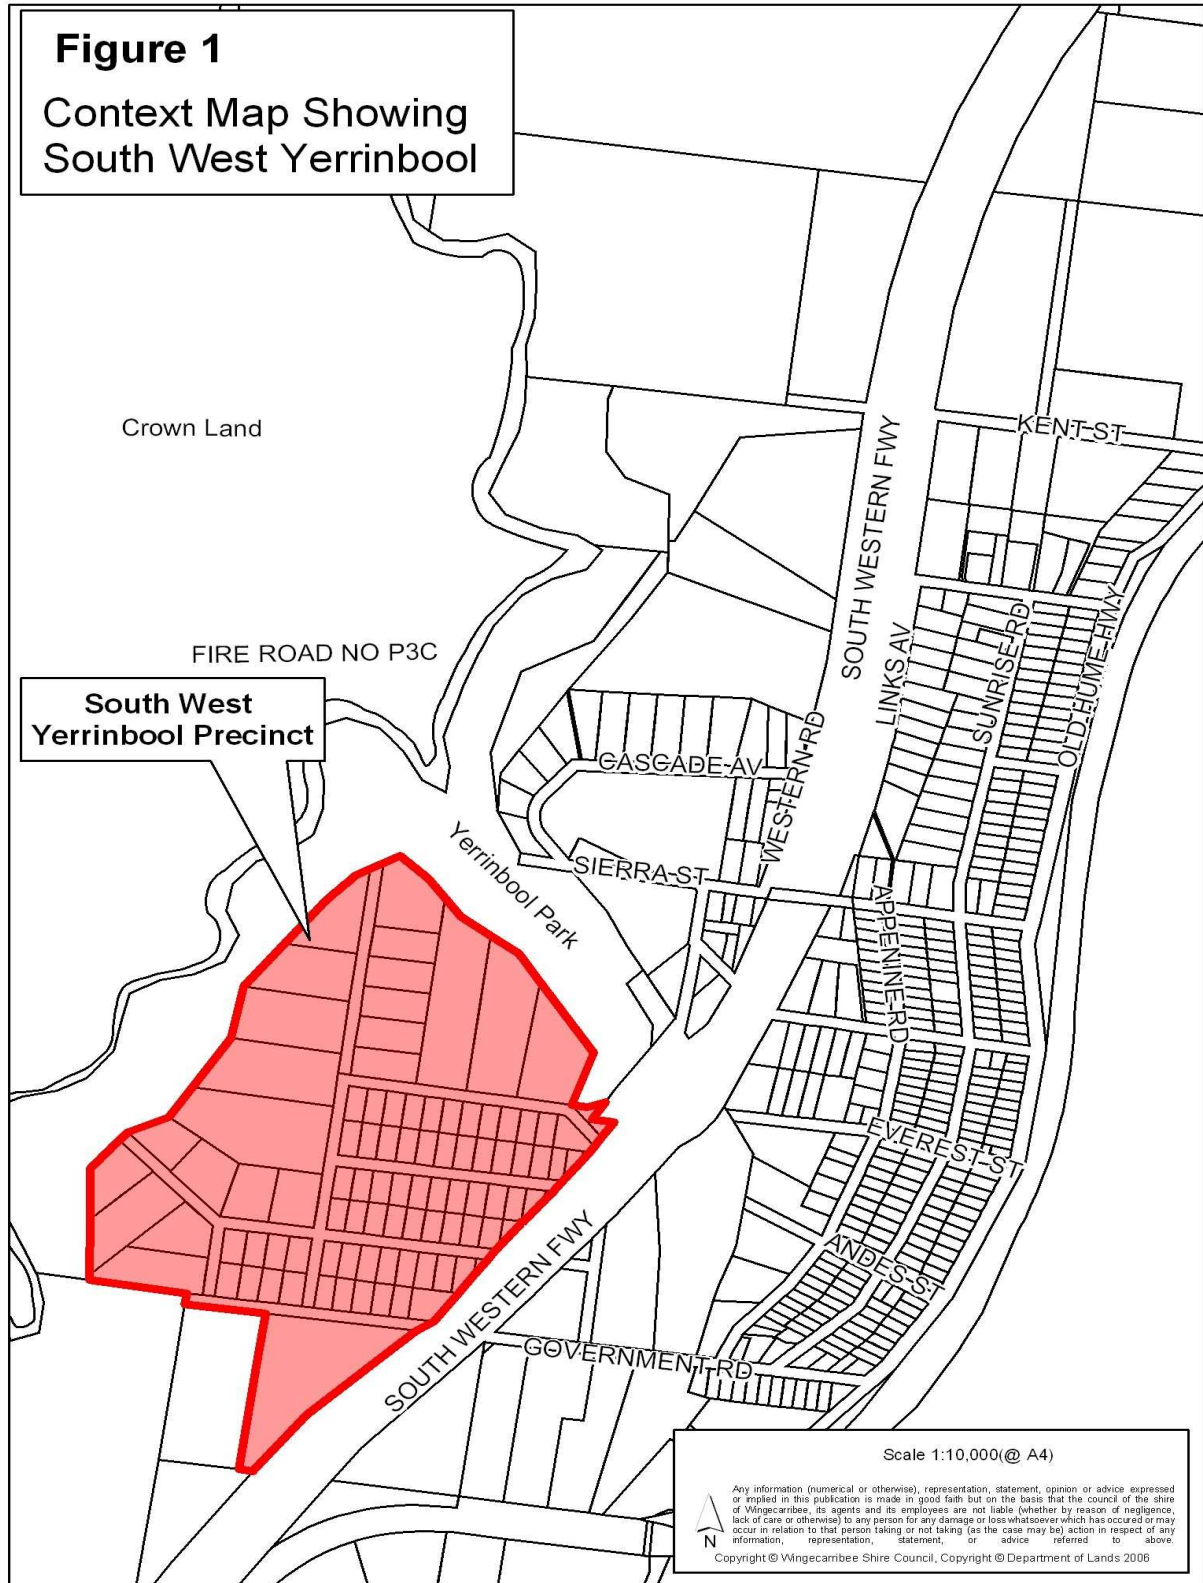 Figure 1
Context Map Showing
South West Yerrinbool
Crown Land
KENT ST
SOUTH WESTERN FWY
LINKS AV
SUNRISE RD
OLD HUME HWY
FIRE ROAD NO P3C
South West
Yerrinbool Precinct
CASCADE AV
WESTERN RD
Yerrinbool Park
SIERRA ST
APPENINE RD
EVEREST ST
ANDES ST
SOUTH WESTERN FWY
GOVERNMENT RD
Scale 1:10,000(@ A4)
Any information (numerical or otherwise), representation, statement, opinion or advice expressed
or implied in this publication is made in good faith but on the basis that the council of the shire
of Wingecarribee, its agents and its employees are not liable (whether by reason of negligence,
lack of care or otherwise) to any person for any damage or loss whatsoever which has occured or may
occur in relation to that person taking or not taking (as the case may be) action in respect of any
information, representation, statement, or advice referred to above.
N
Copyright © Wingecarribee Shire Council, Copyright © Department of Lands 2006